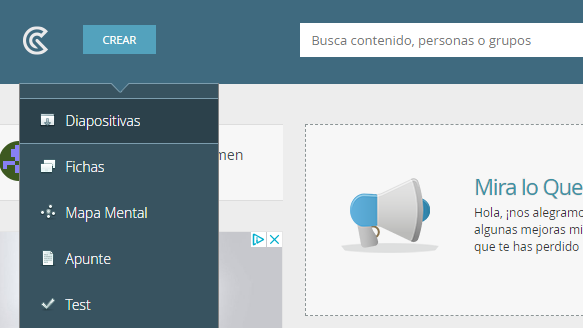 CREAR
Busca contenido, personas o grupos
Diapositivas
Fichas
Mapa Mental
Apunte
Test
Mira lo Que
Hola, ¡nos alegramo
algunas mejoras mi
que te has perdido